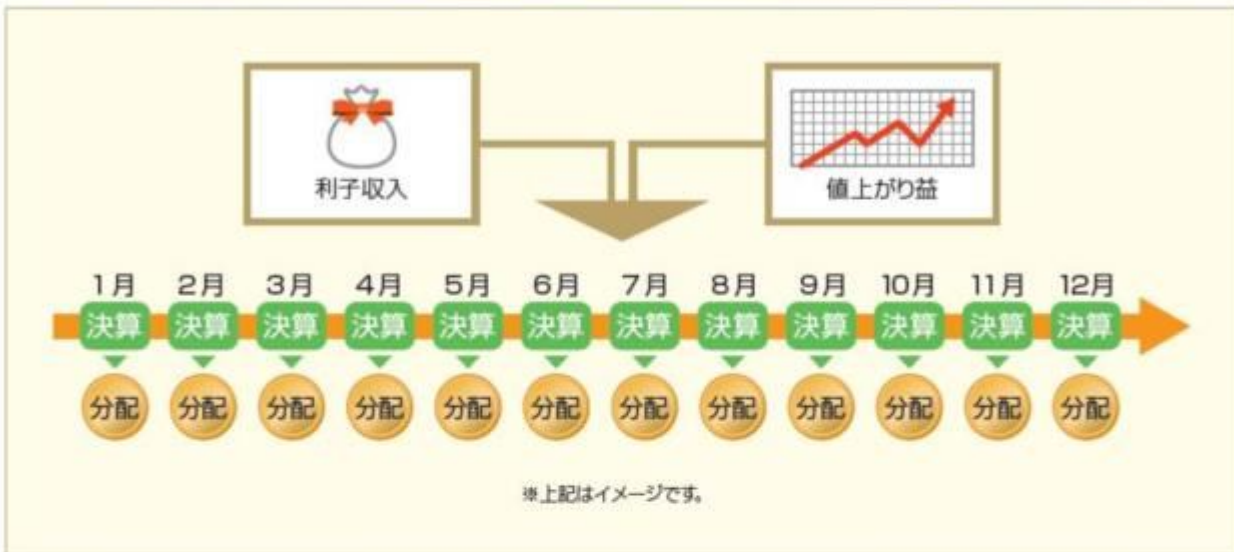 利子収入
値上がり益
1月 2月 3月 4月 5月 6月 7月 8月 9月 10月 11月 12月
決算 決算 決算 決算 決算 決算 決算 決算 決算 決算 決算 決算
分配 分配 分配 分配 分配 分配 分配 分配 分配 分配 分配 分配
※上記はイメージです。